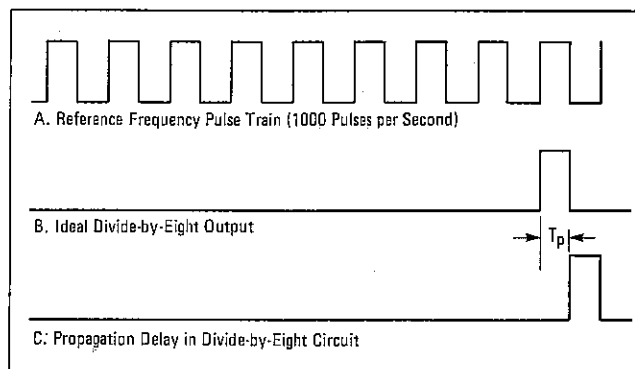 A. Reference Frequency Pulse Train (1000 Pulses per Second)
B. Ideal Divide-by-Eight Output
Tp
C. Propagation Delay in Divide-by-Eight Circuit